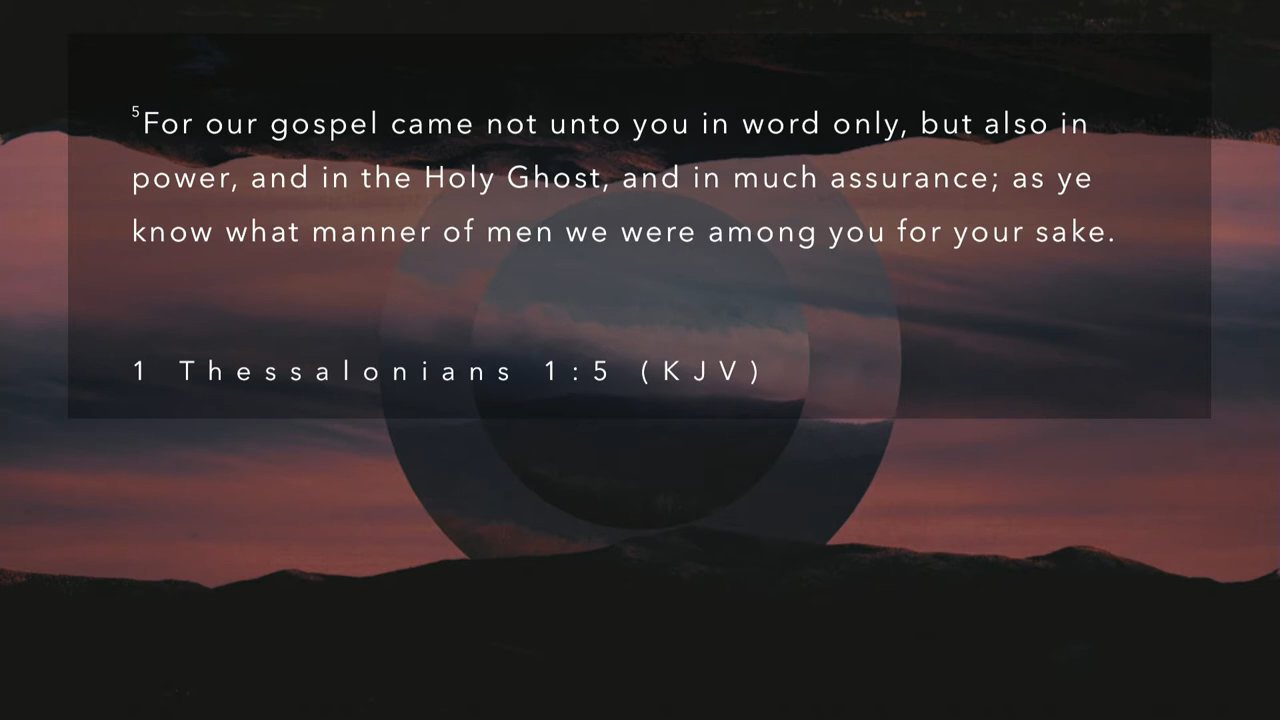 ⁵For our gospel came not unto you in word only, but also in
power, and in the Holy Ghost, and in much assurance; as ye
know what manner of men we were among you for your sake.
1 Thessalonians 1:5 (KJV)